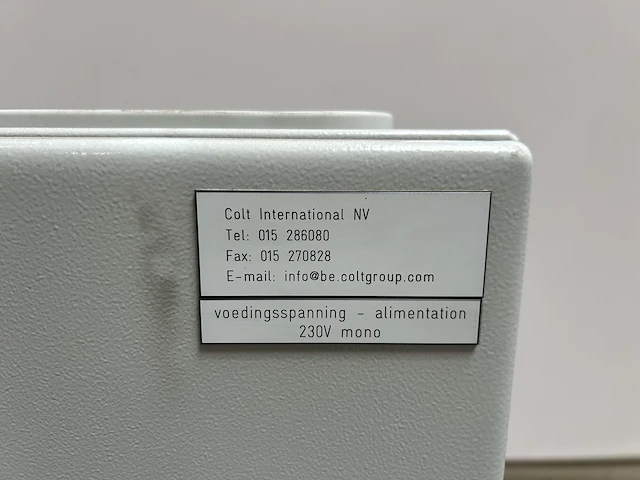 Colt International NV
Tel: 015 286080
Fax: 015 270828
E-mail: info@be.coltgroup.com
voedingsspanning - alimentation
230V mono